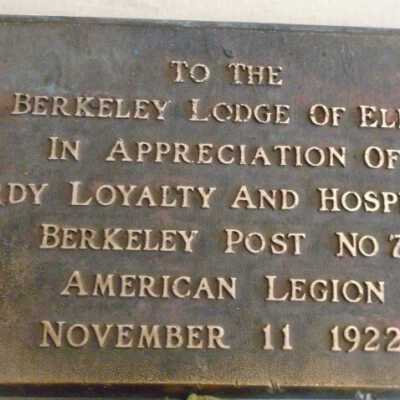 TO THE
BERKELEY LODGE OF EL
IN APPRECIATION OF
RDY LOYALTY AND HOSP
BERKELEY POST NO 7
AMERICAN LEGION
NOVEMBER 11 1922